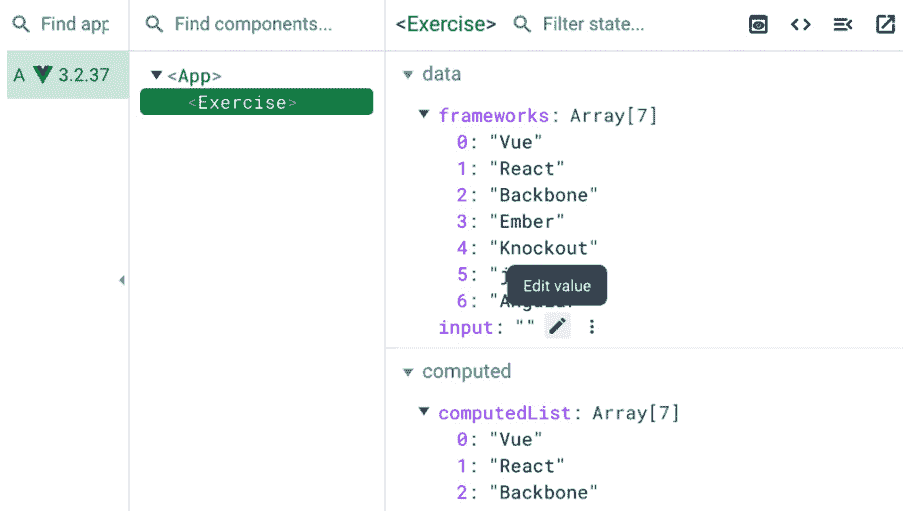 Find app
Find components...
<Exercise>
Filter state...
A 3.2.37
<App>
<Exercise>
data
frameworks: Array[7]
0: "Vue"
1: "React"
2: "Backbone"
3: "Ember"
4: "Knockout"
5: "j
Edit value
6:
input: ""
computed
computedList: Array[7]
0: "Vue"
1: "React"
2: "Backbone"